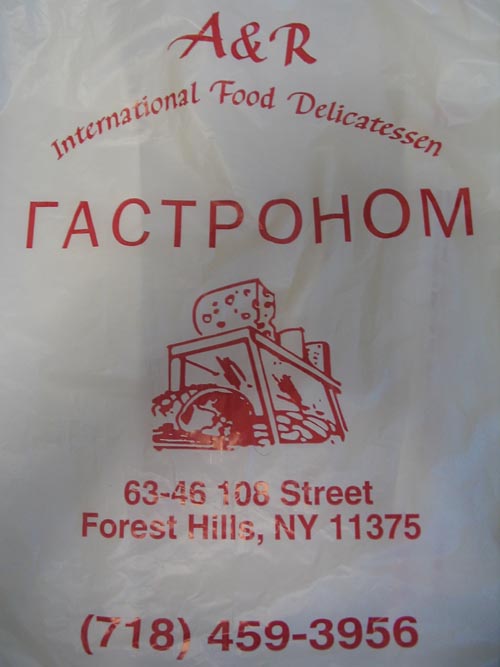 A&R
International Food Delicatessen
ГАСТРОНОМ
63-46 108 Street
Forest Hills, NY 11375
(718) 459-3956